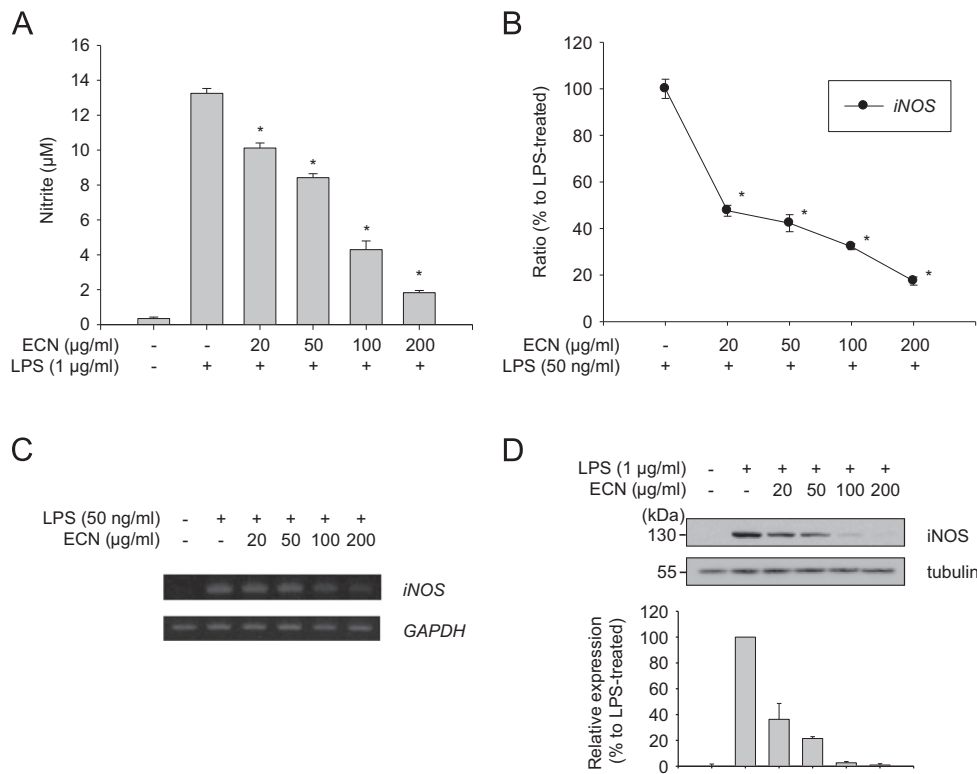 A
16
14
12
10
8
6
4
2
0
Nitrite (µM)
* * * *
ECN (µg/ml) - - 20 50 100 200
LPS (1 µg/ml) - + + + + +
B
120
100
80
60
40
20
0
Ratio (% to LPS-treated)
iNOS
* * * *
ECN (µg/ml) - 20 50 100 200
LPS (50 ng/ml) + + + + +
C
LPS (50 ng/ml) - + + + + +
ECN (µg/ml) - - 20 50 100 200
iNOS
GAPDH
D
LPS (1 µg/ml) - + + + + +
ECN (µg/ml) - - 20 50 100 200
(kDa)
130 iNOS
55 tubulin
120
100
80
60
40
20
0
Relative expression
(% to LPS-treated)